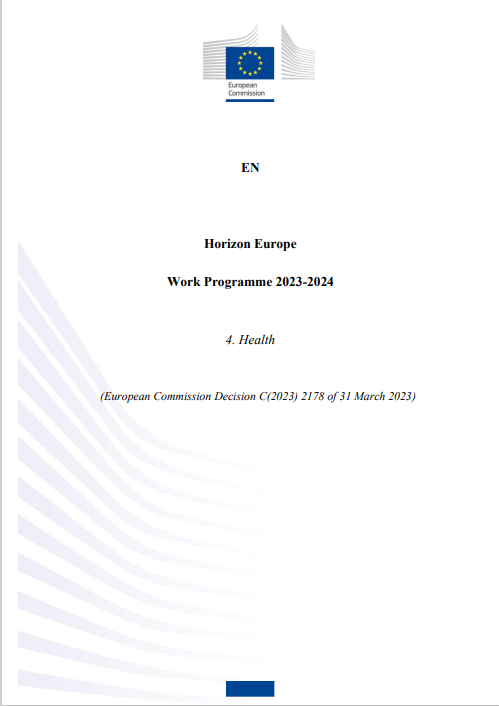 European
Commission
EN
Horizon Europe
Work Programme 2023-2024
4. Health
(European Commission Decision C(2023) 2178 of 31 March 2023)